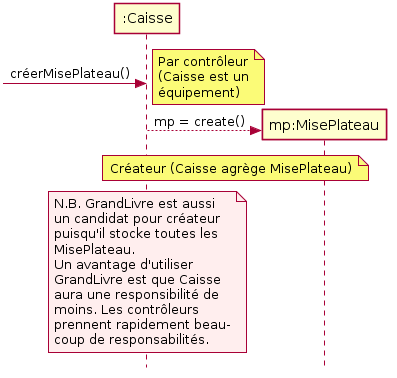 :Caisse
créerMisePlateau()
Par contrôleur
(Caisse est un
équipement)
mp = create()
mp:MisePlateau
Créateur (Caisse agrège MisePlateau)
N.B. GrandLivre est aussi
un candidat pour créateur
puisqu'il stocke toutes les
MisePlateau.
Un avantage d'utiliser
GrandLivre est que Caisse
aura une responsibilité de
moins. Les contrôleurs
prennent rapidement beau-
coup de responsabilités.